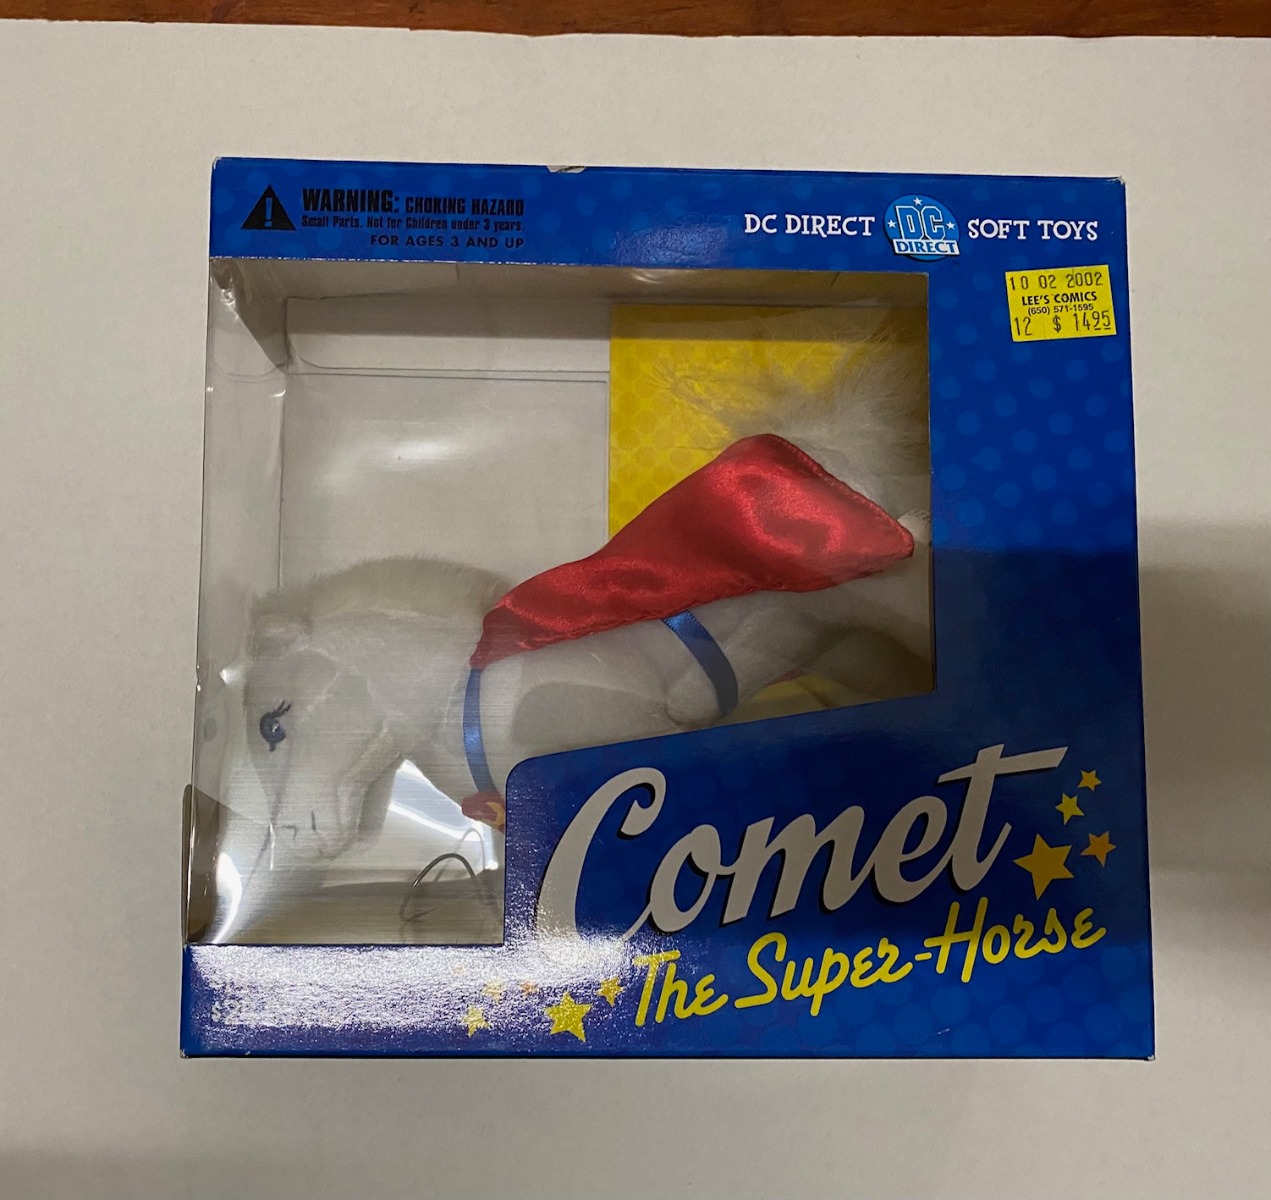 WARNING: CHOKING HAZARD
Small Parts. Not for Children under 3 years.
FOR AGES 3 AND UP
DC DIRECT
DC
DIRECT
SOFT TOYS
10 02 2002
LEE'S COMICS
(650) 571-1595
12 $ 1495
Comet
The Super-Horse